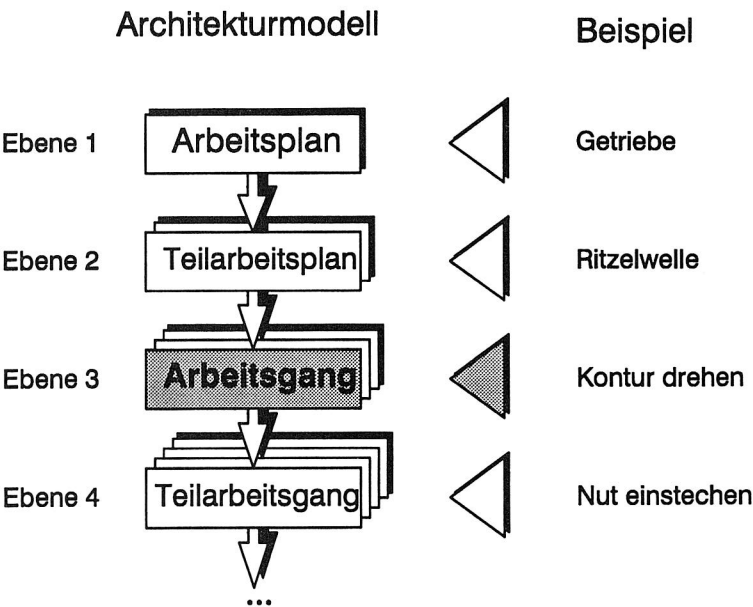 Architekturmodell Beispiel
Ebene 1 Arbeitsplan Getriebe
Ebene 2 Teilarbeitsplan Ritzelwelle
Ebene 3 Arbeitsgang Kontur drehen
Ebene 4 Teilarbeitsgang Nut einstechen
...